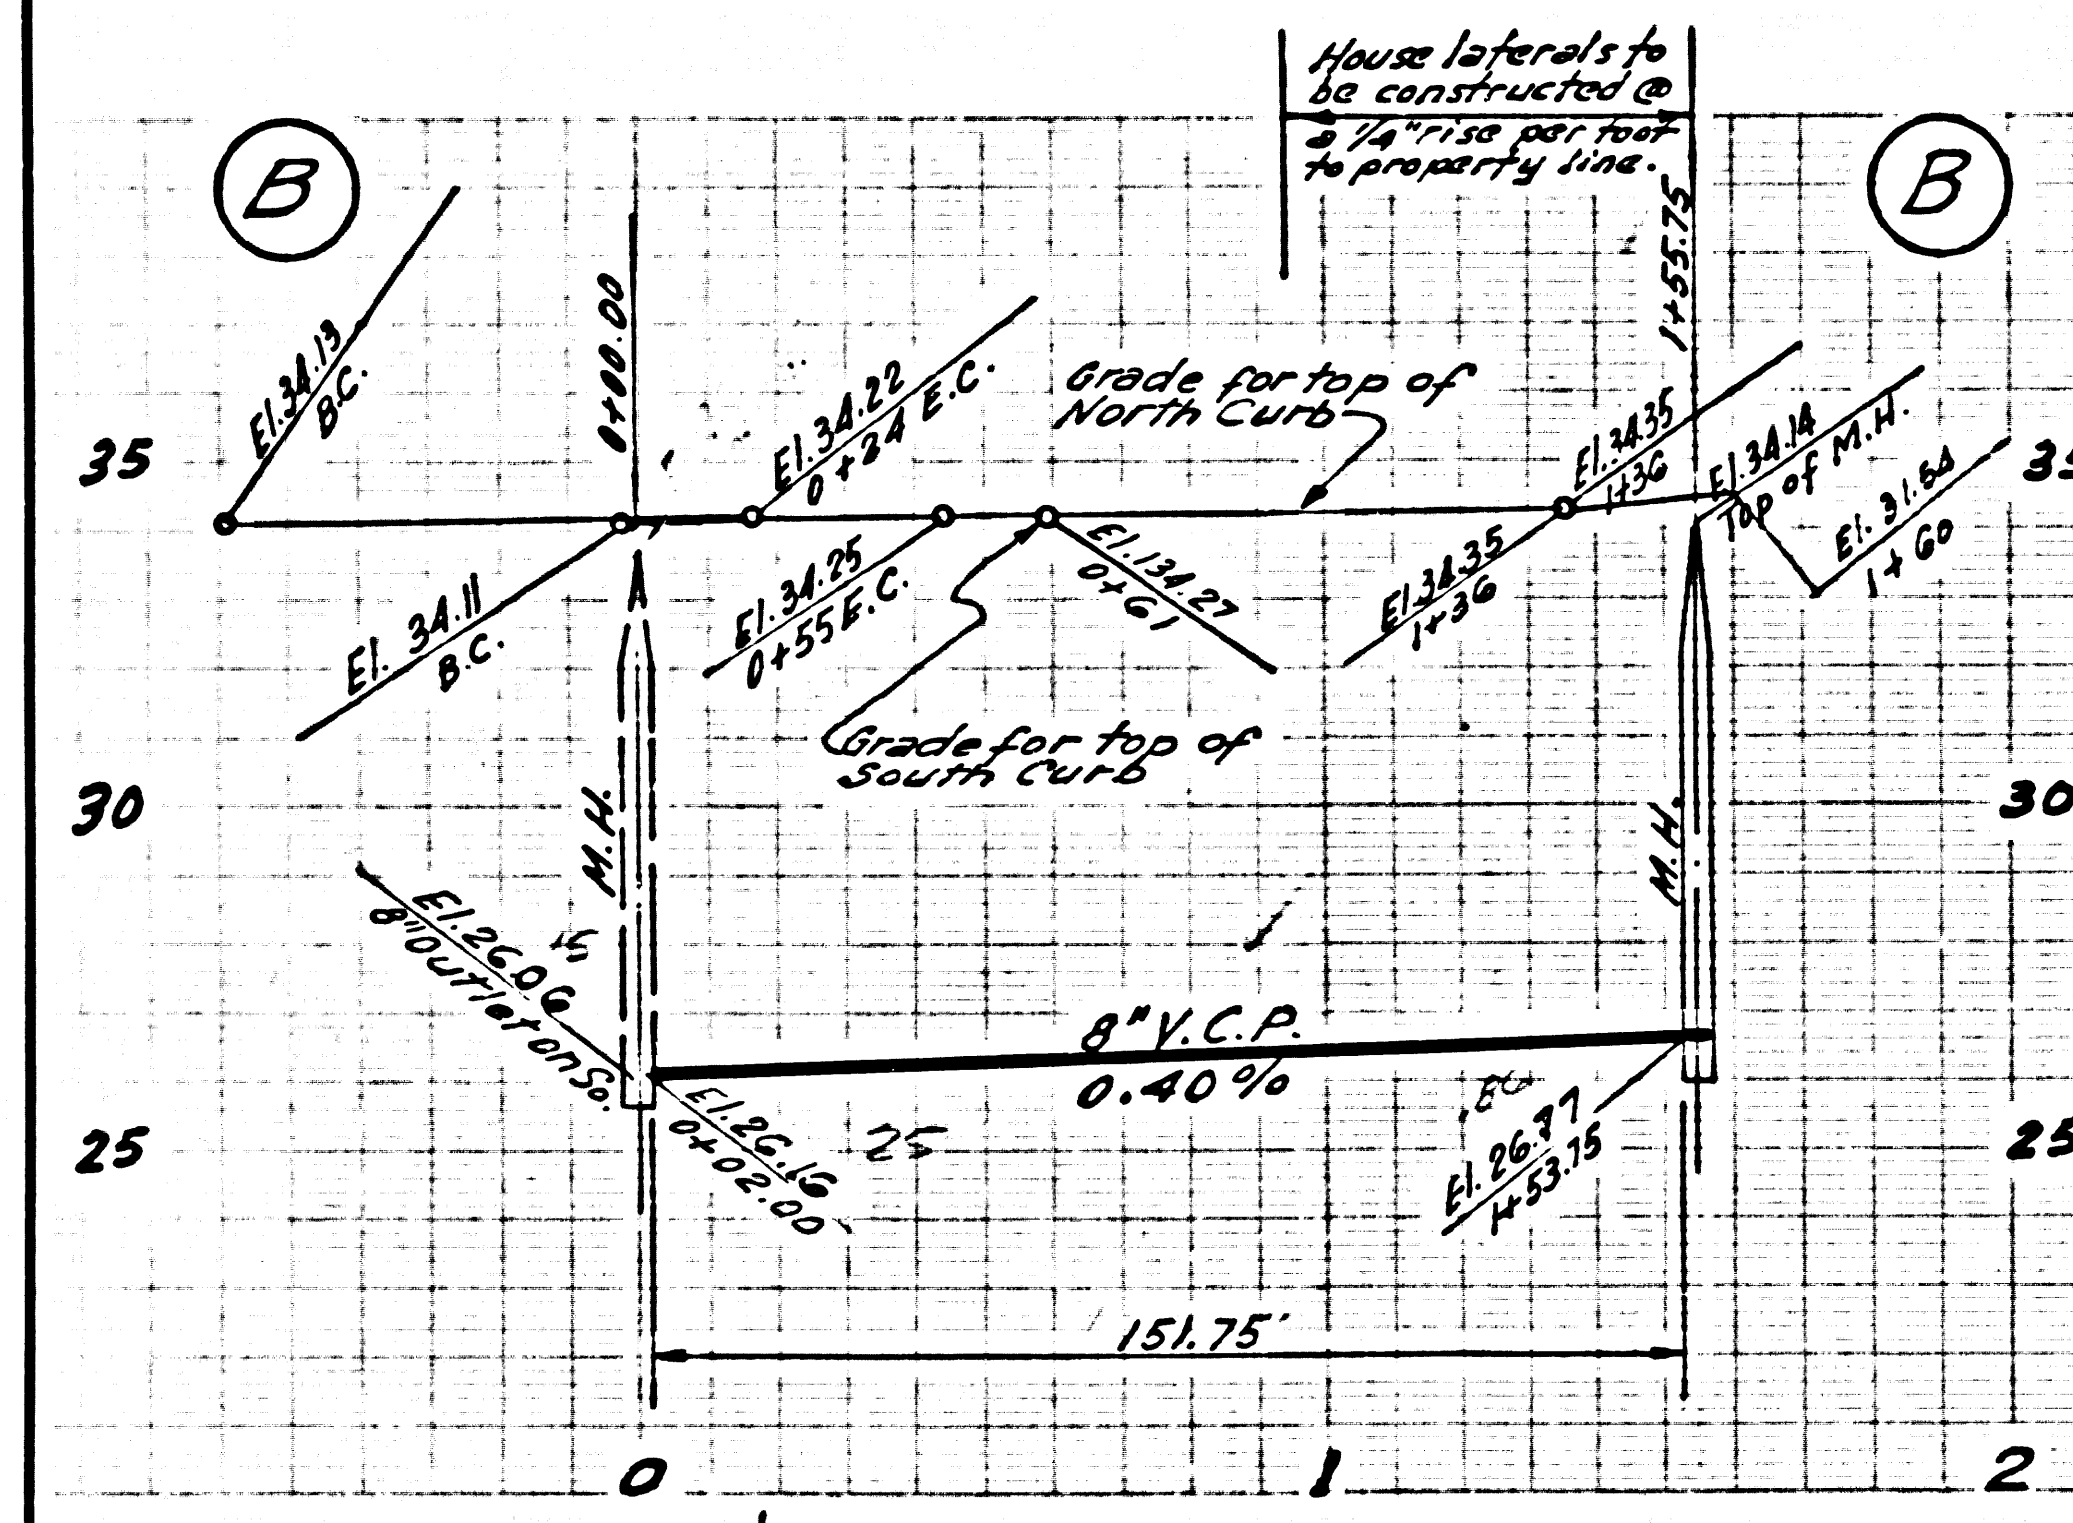 House laterals to
be constructed @
a 1/4" rise per foot
to property line.
B
B
0+00.00
1+55.75
El.34.13
B.C.
El.34.22
0+24 E.C.
Grade for top of
North Curb
El.34.35
1+36
El.34.14
Top of M.H.
35
35
El. 31.54
1+60
El. 34.11
B.C.
El.34.25
0+55 E.C.
El.134.27
0+61
El.34.35
1+36
Grade for top of
South Curb
30
30
M.H.
M.H.
El.26.06
15
8" Outlet on So.
8" V.C.P.
0.40%
El.26.16
25
0+02.00
El. 26.77
1+53.75
25
25
151.75'
0
1
2